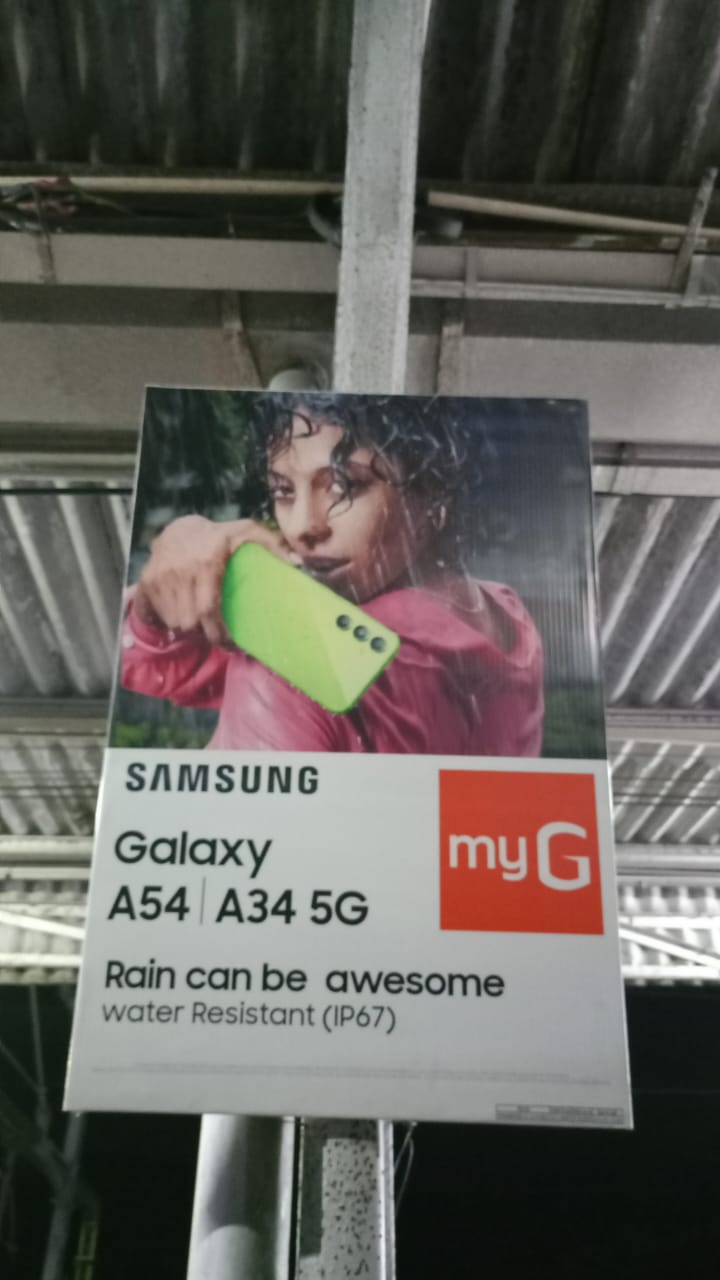 SAMSUNG
Galaxy
A54 | A34 5G
myG
Rain can be awesome
water Resistant (IP67)